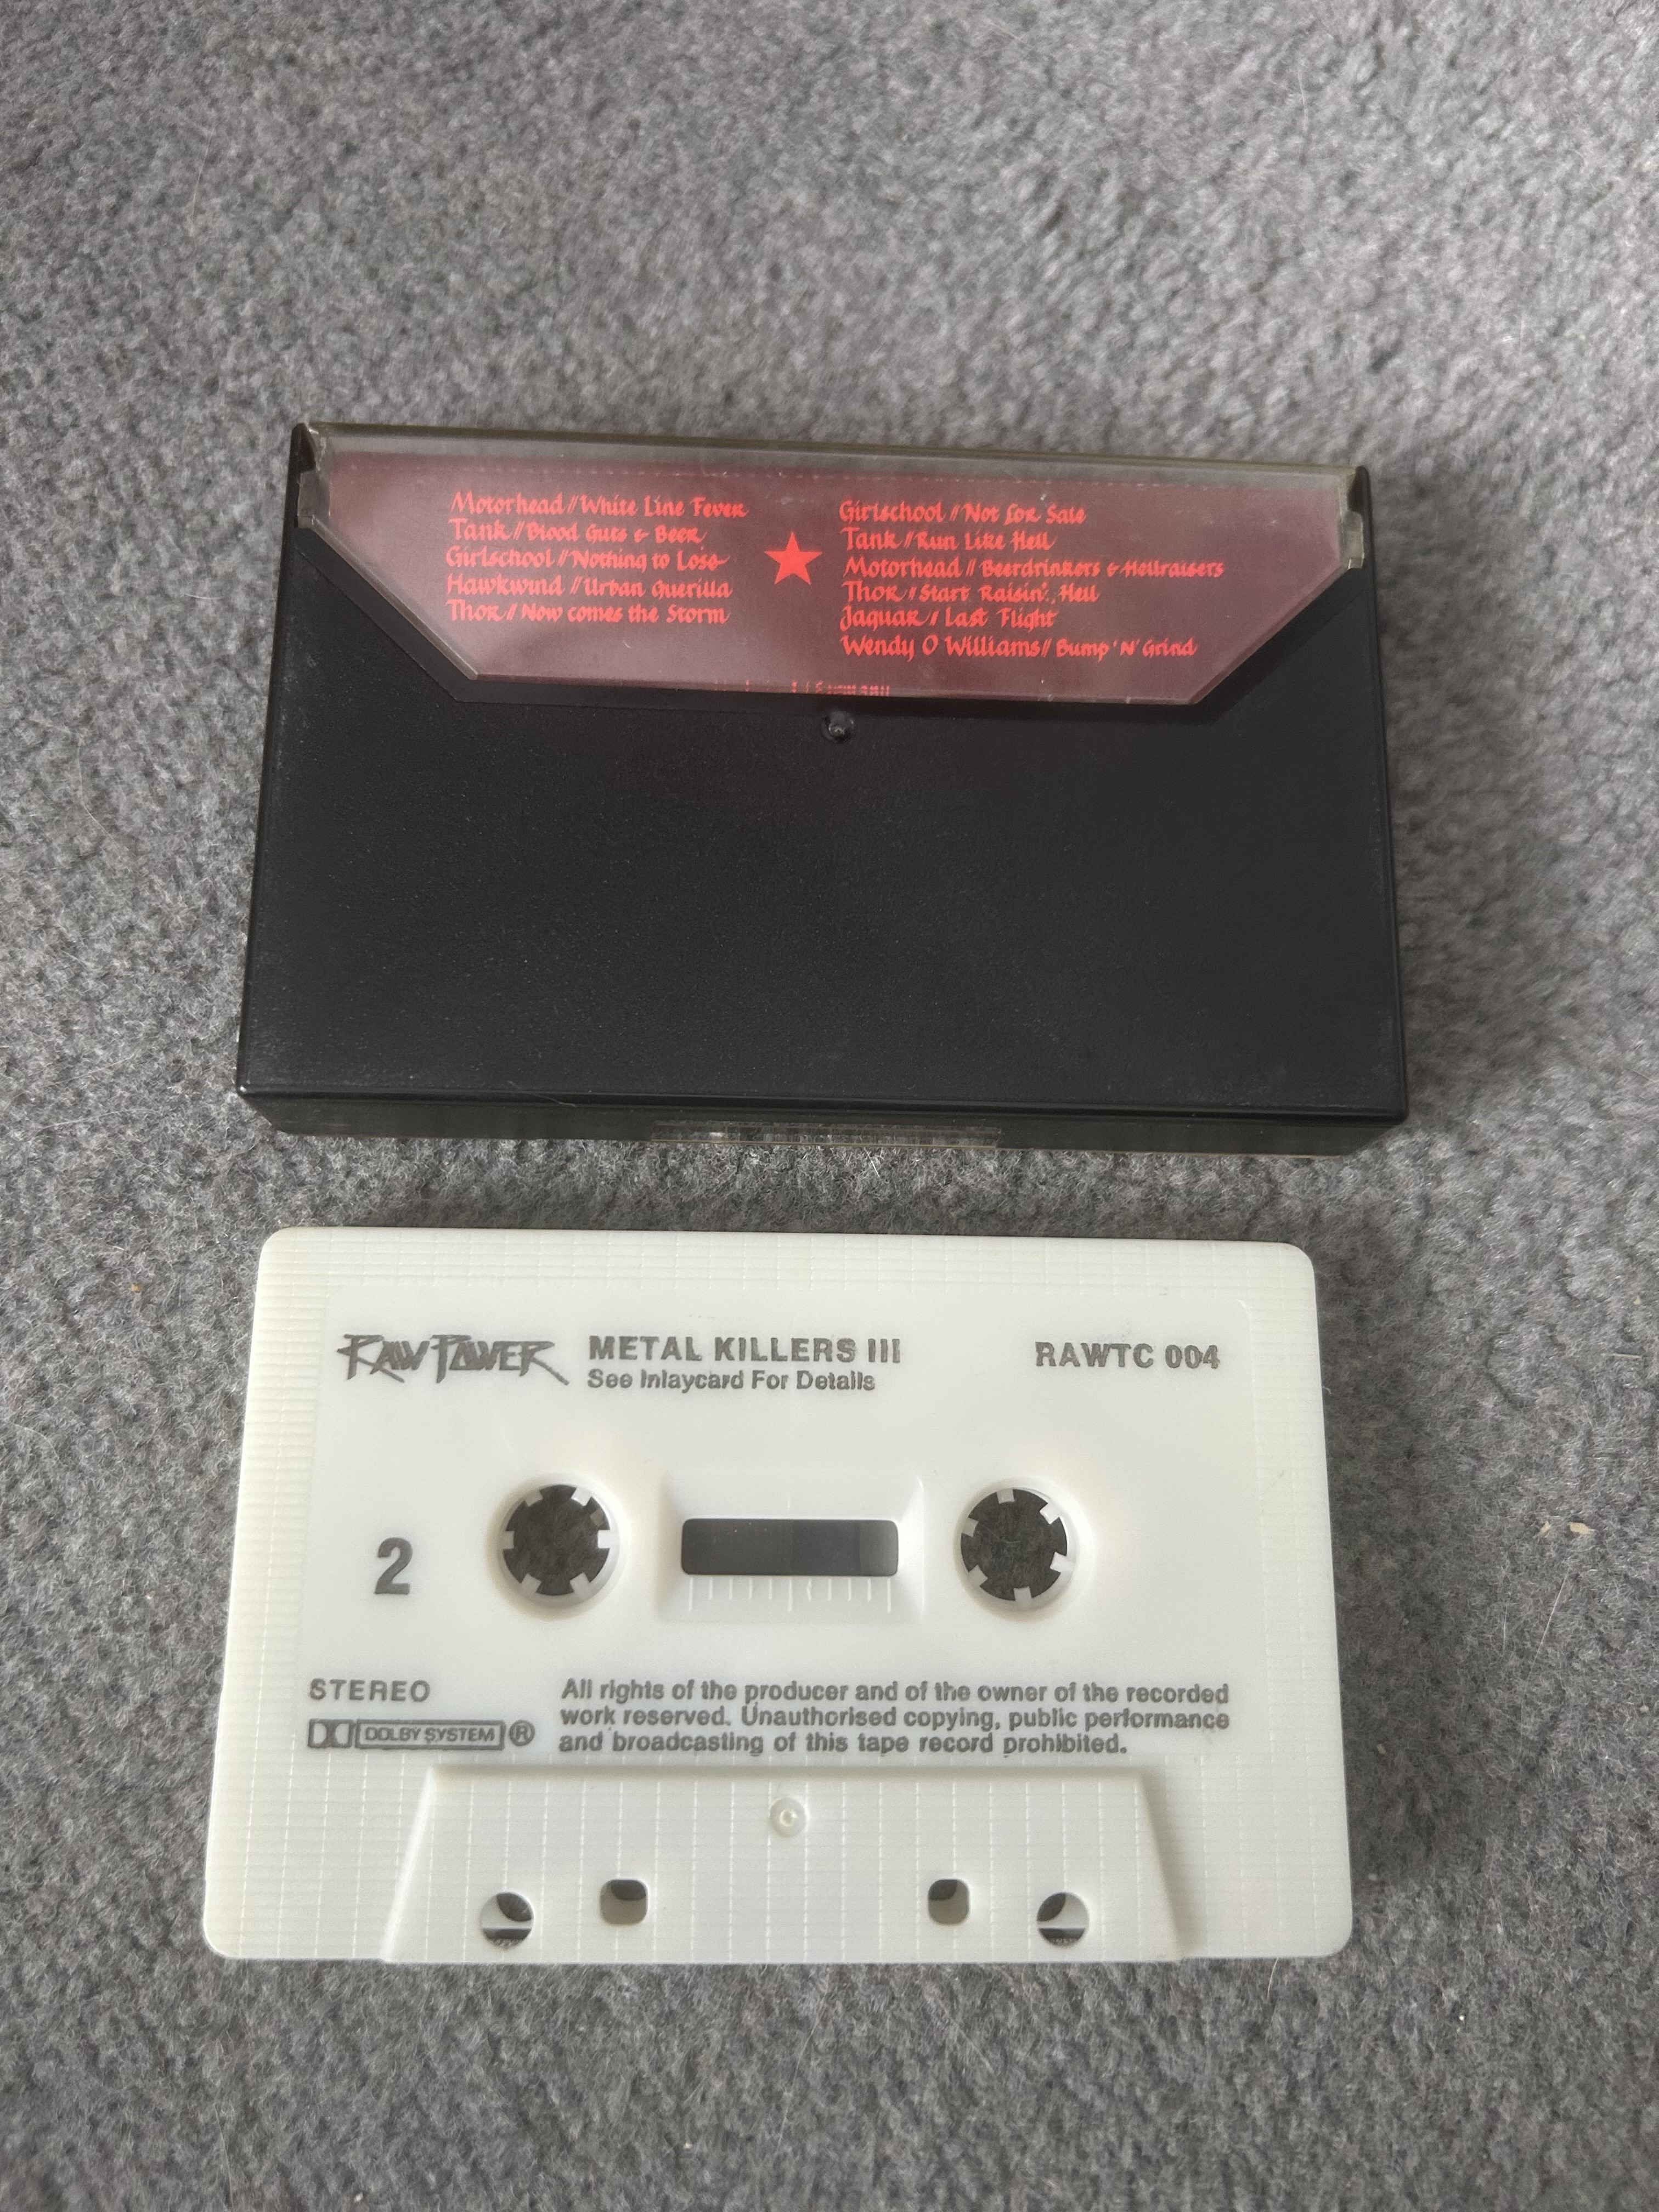 Motorhead // White Line Fever
Tank // Blood Guts & Beer
Girlschool // Nothing to Lose
Hawkwind // Urban Guerilla
Thor // Now comes the Storm
Girlschool // Not for Sale
Tank // Run Like Hell
Motorhead // Beerdrinkers & Hellraisers
Thor // Start Raisin' Hell
Jaguar // Last Flight
Wendy O Williams // Bump 'N' Grind
RAW POWER
METAL KILLERS III
See Inlaycard For Details
RAWTC 004
2
STEREO
DOLBY SYSTEM ®
All rights of the producer and of the owner of the recorded
work reserved. Unauthorised copying, public performance
and broadcasting of this tape record prohibited.